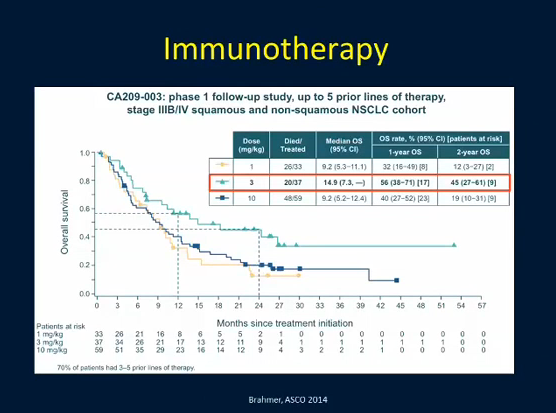 Immunotherapy
CA209-003: phase 1 follow-up study, up to 5 prior lines of therapy,
stage IIIB/IV squamous and non-squamous NSCLC cohort
Dose (mg/kg) Died/ Treated Median OS (95% CI) OS rate, % (95% CI) [patients at risk]
1-year OS 2-year OS
1 26/33 9.2 (5.3–11.1) 32 (16–49) [8] 12 (3–27) [2]
3 20/37 14.9 (7.3, —) 56 (38–71) [17] 45 (27–61) [9]
10 48/59 9.2 (5.2–12.4) 40 (27–52) [23] 19 (10–31) [9]
Overall survival
1.0
0.8
0.6
0.4
0.2
0.0
0 3 6 9 12 15 18 21 24 27 30 33 36 39 42 45 48 51 54 57
Months since treatment initiation
Patients at risk
1 mg/kg 33 26 21 16 8 6 5 5 2 1 0 0 0 0 0 0 0 0 0 0
3 mg/kg 37 34 26 21 17 13 12 11 9 4 1 1 1 1 1 1 1 1 0 0
10 mg/kg 59 51 35 29 23 16 14 12 9 4 3 2 2 2 1 0 0 0 0 0
70% of patients had 3–5 prior lines of therapy.
Brahmer, ASCO 2014